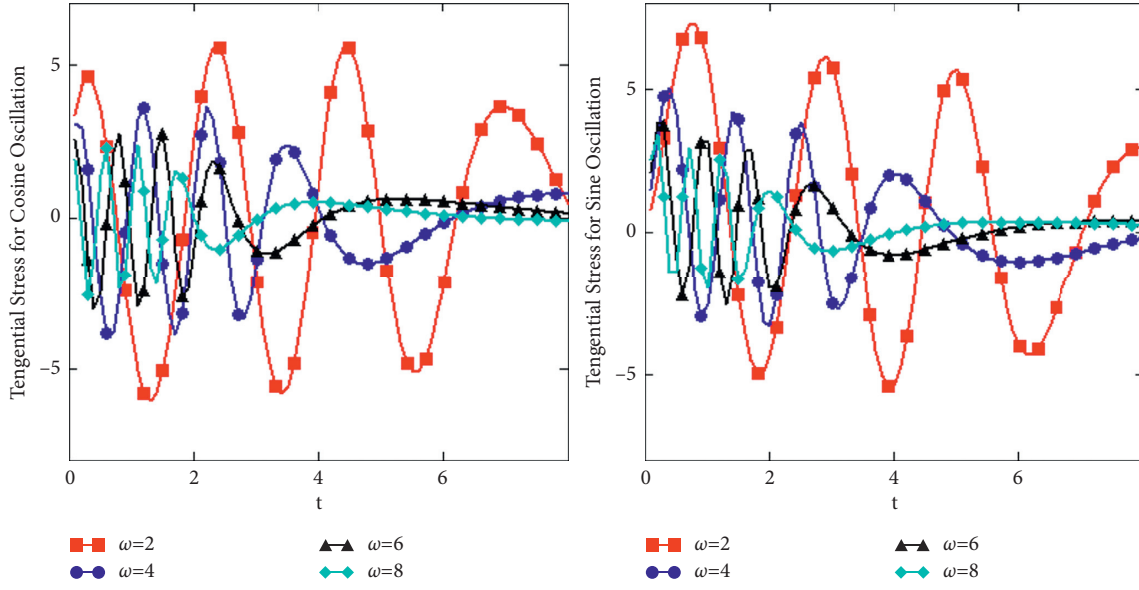 Tengential Stress for Cosine Oscillation
5
0
−5
0
2
4
6
t
ω=2
ω=4
ω=6
ω=8
Tengential Stress for Sine Oscillation
5
0
−5
0
2
4
6
t
ω=2
ω=4
ω=6
ω=8